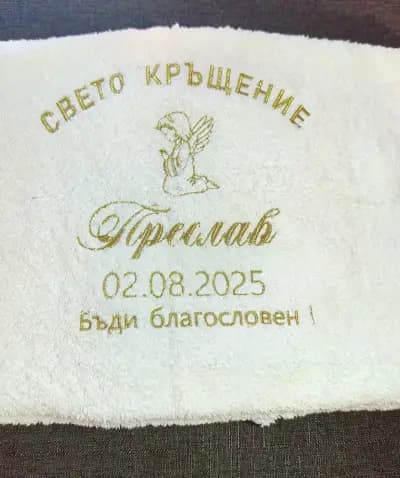 СВЕТО КРЪЩЕНИЕ
Преслав
02.08.2025
Бъди благословен !